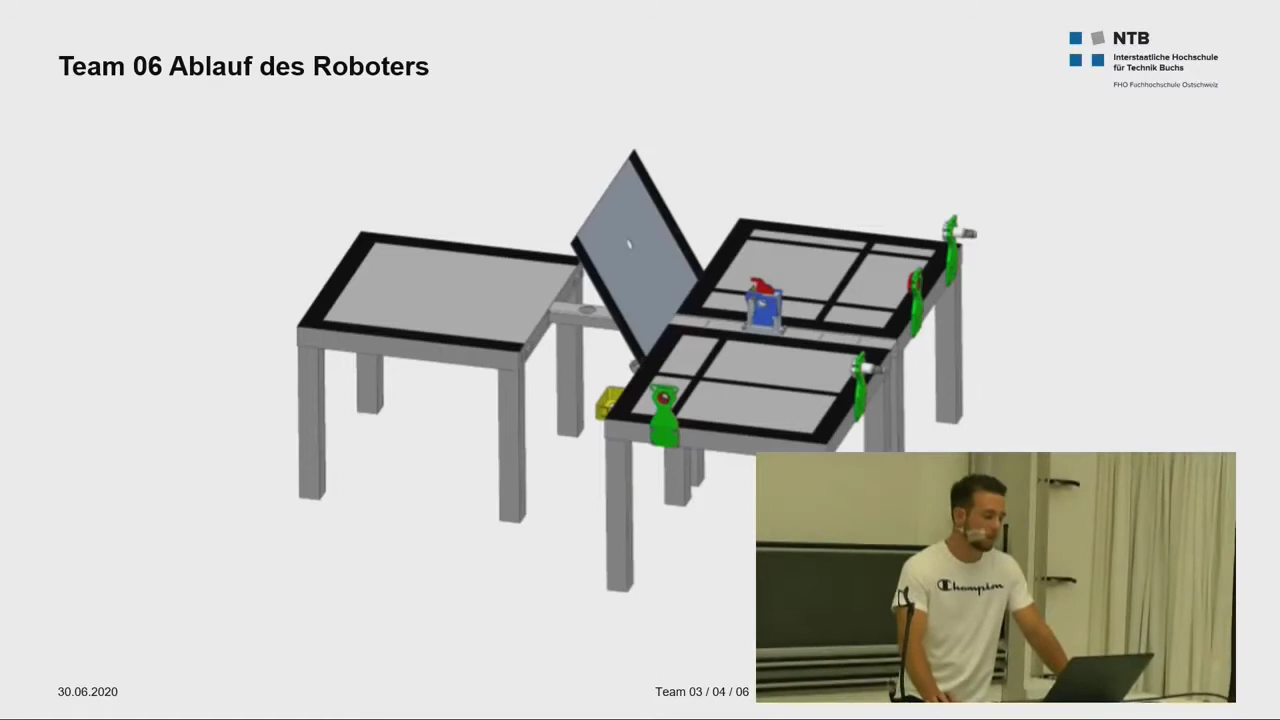 Team 06 Ablauf des Roboters
NTB
Interstaatliche Hochschule
für Technik Buchs
FHO Fachhochschule Ostschweiz
Champion
30.06.2020
Team 03 / 04 / 06